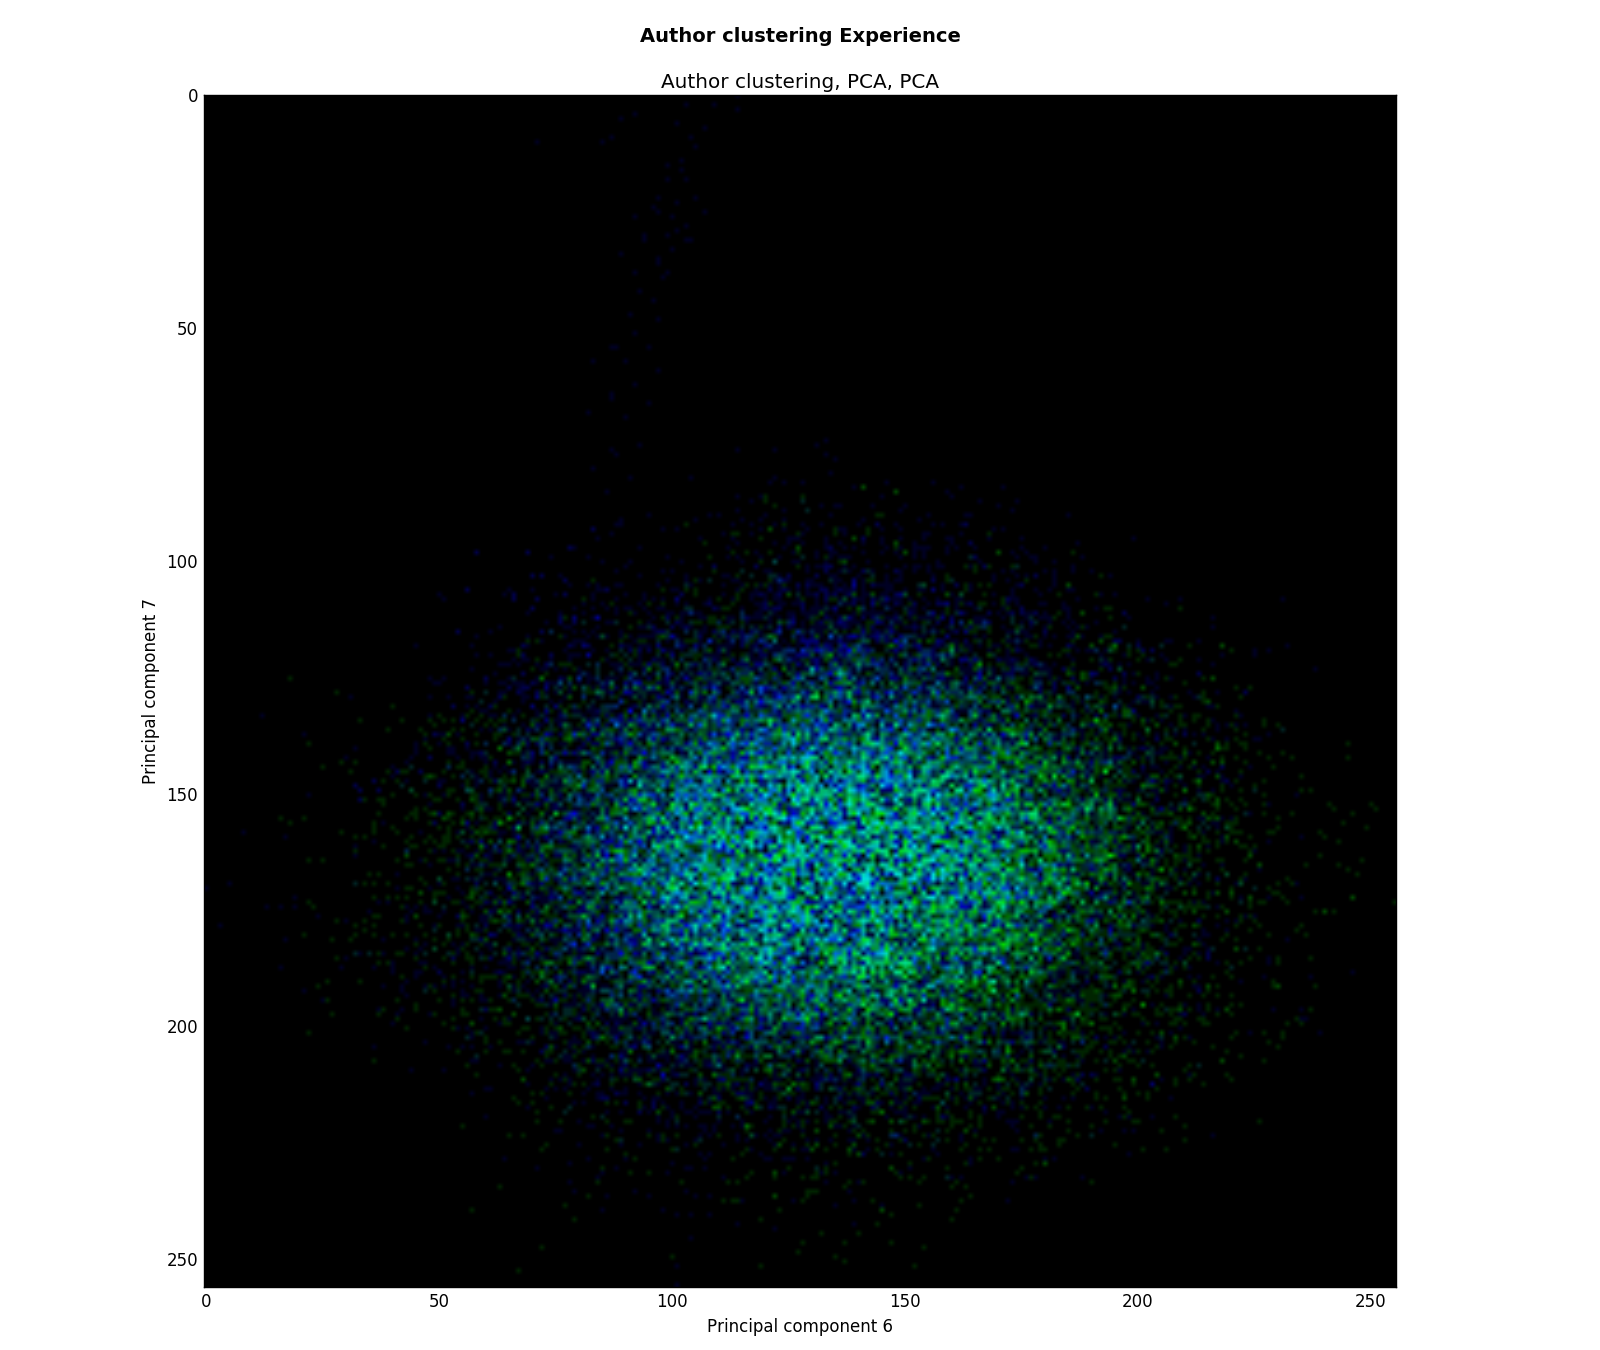 Author clustering Experience
Author clustering, PCA, PCA
0
50
100
150
200
250
Principal component 7
0 50 100 150 200 250
Principal component 6